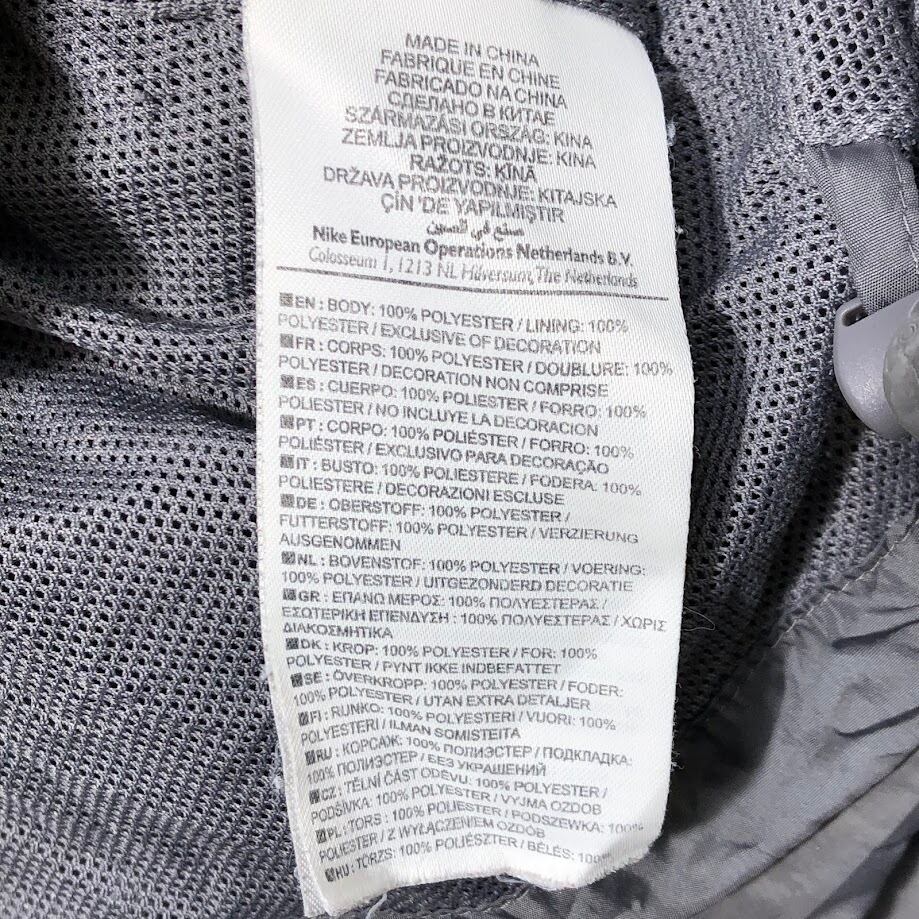 MADE IN CHINA
FABRIQUE EN CHINE
FABRICADO NA CHINA
СДЕЛАНО В КИТАЕ
SZÁRMAZÁSI ORSZÁG: KINA
ZEMLJA PROIZVODNJE: KINA
RAŽOTS: ĶĪNĀ
DRŽAVA PROIZVODNJE: KITAJSKA
ÇİN 'DE YAPILMIŞTIR
صنع في الصين
Nike European Operations Netherlands B.V.
Colosseum 1, 1213 NL Hilversum, The Netherlands
EN : BODY: 100% POLYESTER / LINING: 100%
POLYESTER / EXCLUSIVE OF DECORATION
FR : CORPS: 100% POLYESTER / DOUBLURE: 100%
POLYESTER / DECORATION NON COMPRISE
ES : CUERPO: 100% POLIESTER / FORRO: 100%
POLIESTER / NO INCLUYE LA DECORACION
PT : CORPO: 100% POLIÉSTER / FORRO: 100%
POLIÉSTER / EXCLUSIVO PARA DECORAÇÃO
IT : BUSTO: 100% POLIESTERE / FODERA: 100%
POLIESTERE / DECORAZIONI ESCLUSE
DE : OBERSTOFF: 100% POLYESTER /
FUTTERSTOFF: 100% POLYESTER / VERZIERUNG
AUSGENOMMEN
NL : BOVENSTOF: 100% POLYESTER / VOERING:
100% POLYESTER / UITGEZONDERD DECORATIE
GR : ΕΠΑΝΩ ΜΕΡΟΣ: 100% ΠΟΛΥΕΣΤΕΡΑΣ /
ΕΣΩΤΕΡΙΚΗ ΕΠΕΝΔΥΣΗ : 100% ΠΟΛΥΕΣΤΕΡΑΣ / ΧΩΡΙΣ
ΔΙΑΚΟΣΜΗΤΙΚΑ
DK : KROP: 100% POLYESTER / FOR: 100%
POLYESTER / PYNT IKKE INDBEFATTET
SE : ÖVERKROPP: 100% POLYESTER / FODER:
100% POLYESTER / UTAN EXTRA DETALJER
FI : RUNKO: 100% POLYESTERI / VUORI: 100%
POLYESTERI / ILMAN SOMISTEITA
RU : КОРСАЖ: 100% ПОЛИЭСТЕР / ПОДКЛАДКА:
100% ПОЛИЭСТЕР / БЕЗ УКРАШЕНИЙ
CZ : TĚLNÍ ČÁST ODĚVU: 100% POLYESTER /
PODŠÍVKA: 100% POLYESTER / VYJMA OZDOB
PL : TORS : 100% POLIESTER / PODSZEWKA: 100%
POLIESTER / Z WYŁĄCZENIEM OZDÓB
HU : TÖRZS: 100% POLIÉSZTER / BÉLÉS: 100%